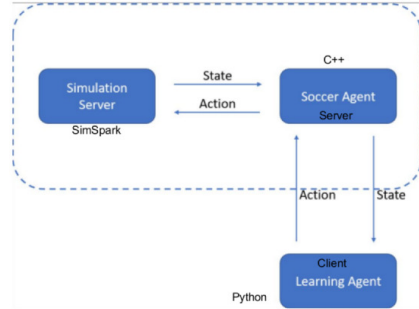 C++
Simulation
Server
State
Action
Soccer Agent
Server
SimSpark
Action
State
Client
Learning Agent
Python